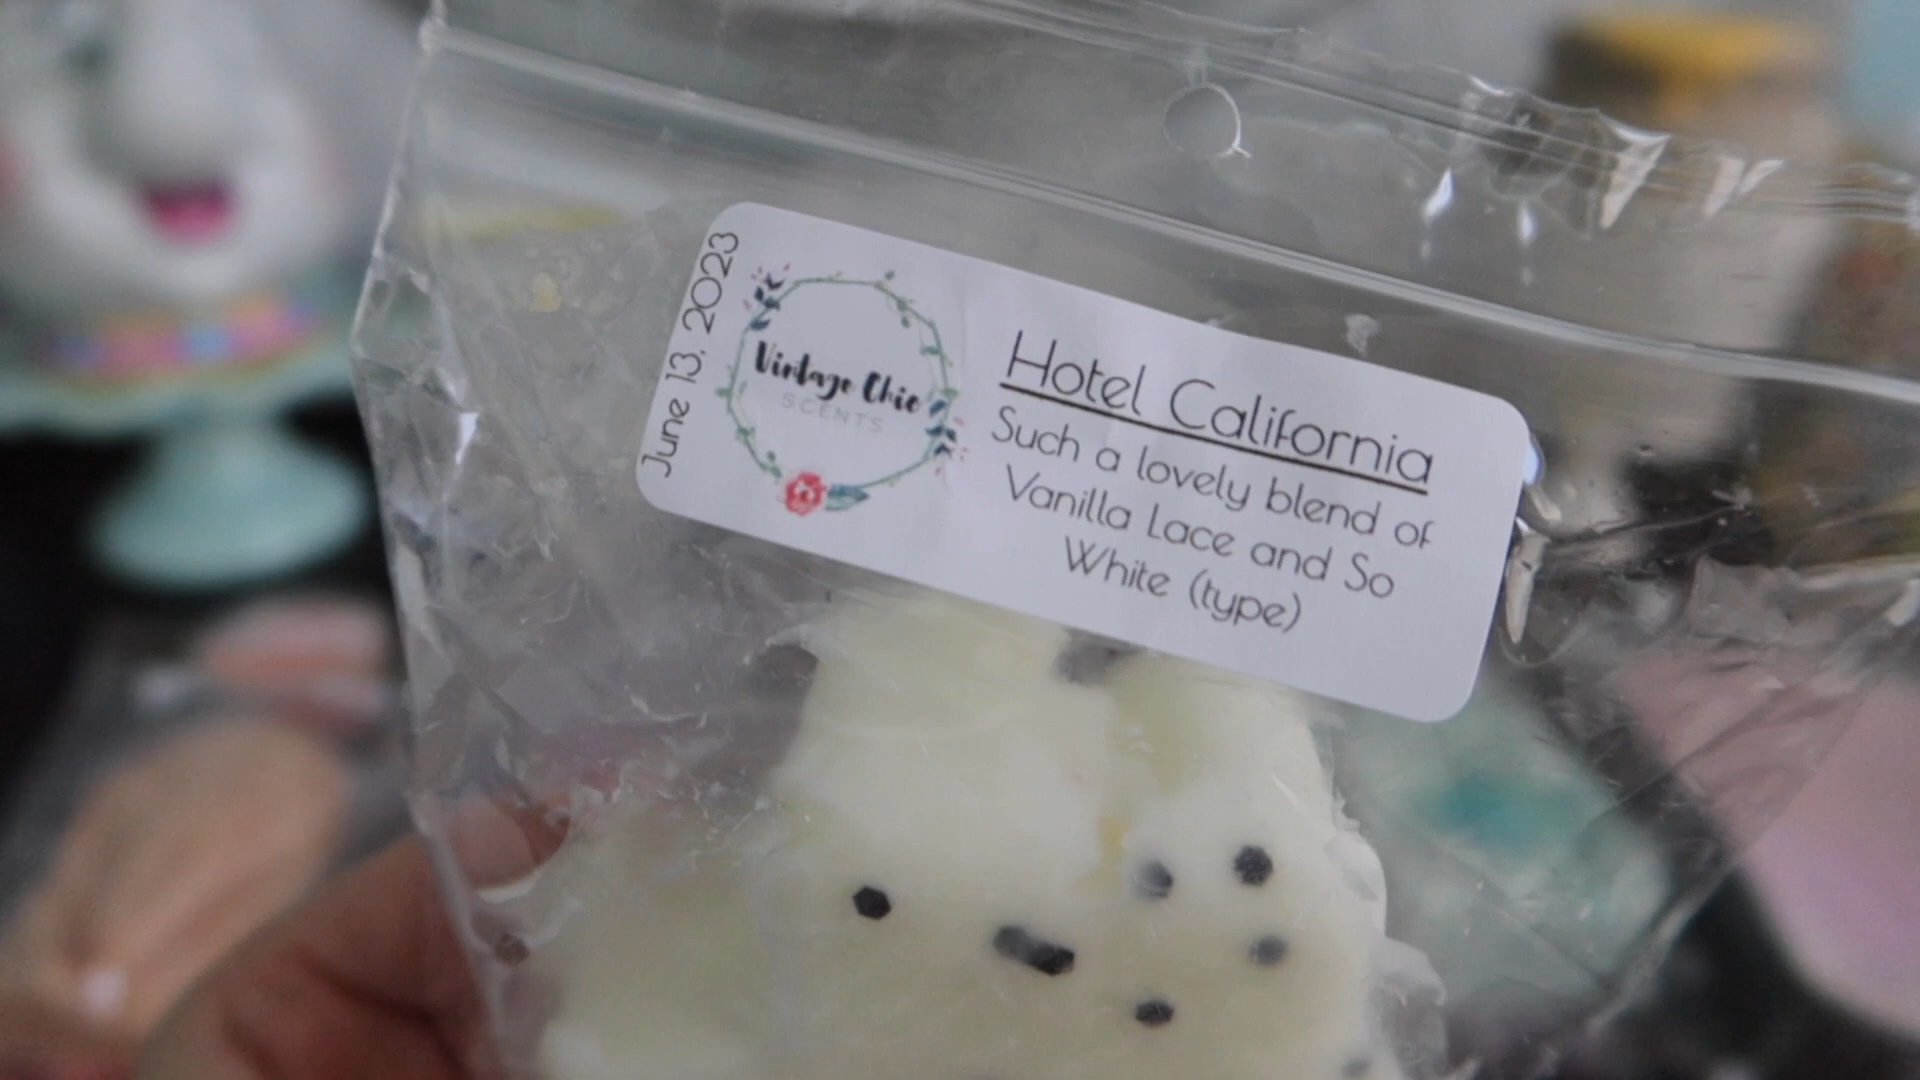 June 13, 2023
Vintage Chic
SCENTS
Hotel California
Such a lovely blend of
Vanilla Lace and So
White (type)